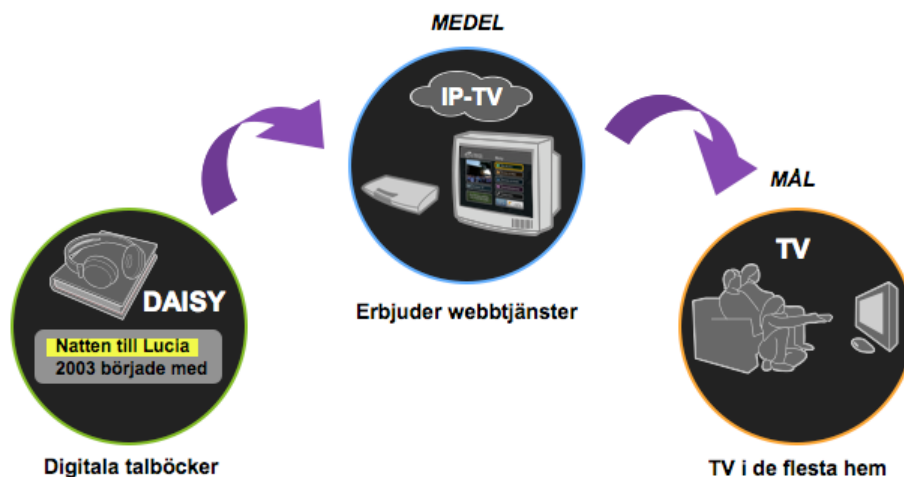 MEDEL
IP-TV
Erbjuder webbtjänster
DAISY
Natten till Lucia
2003 började med
Digitala talböcker
MÅL
TV
TV i de flesta hem